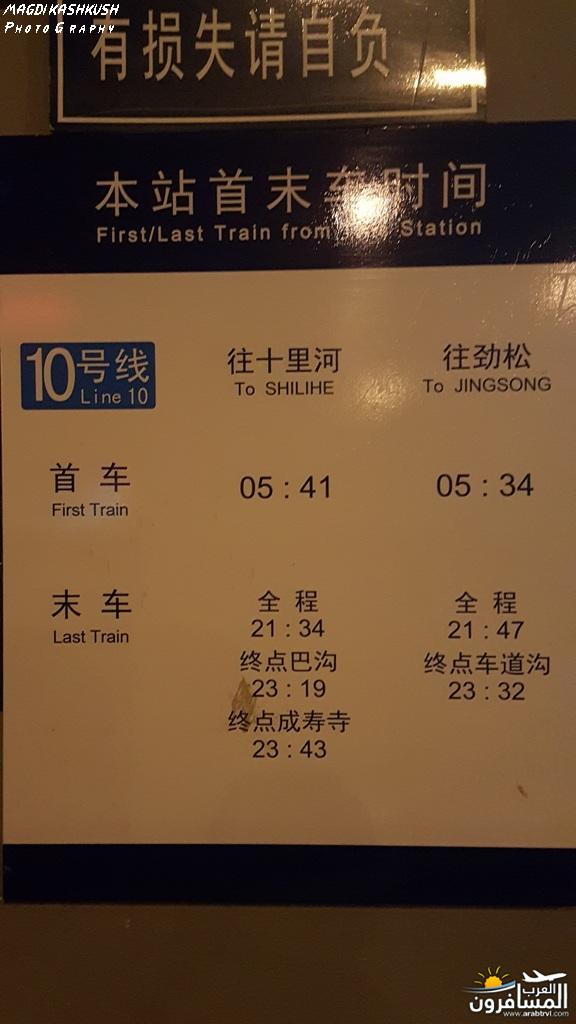 MAGDI KASHKUSH
PHOTOGRAPHY
有损失请自负
本站首末车时间
First/Last Train from Station
10号线
Line 10
往十里河
To SHILIHE
往劲松
To JINGSONG
首车
First Train
05:41
05:34
末车
Last Train
全程
21:34
终点巴沟
23:19
终点成寿寺
23:43
全程
21:47
终点车道沟
23:32
العرب
المسافرون
www.arabtrvl.com